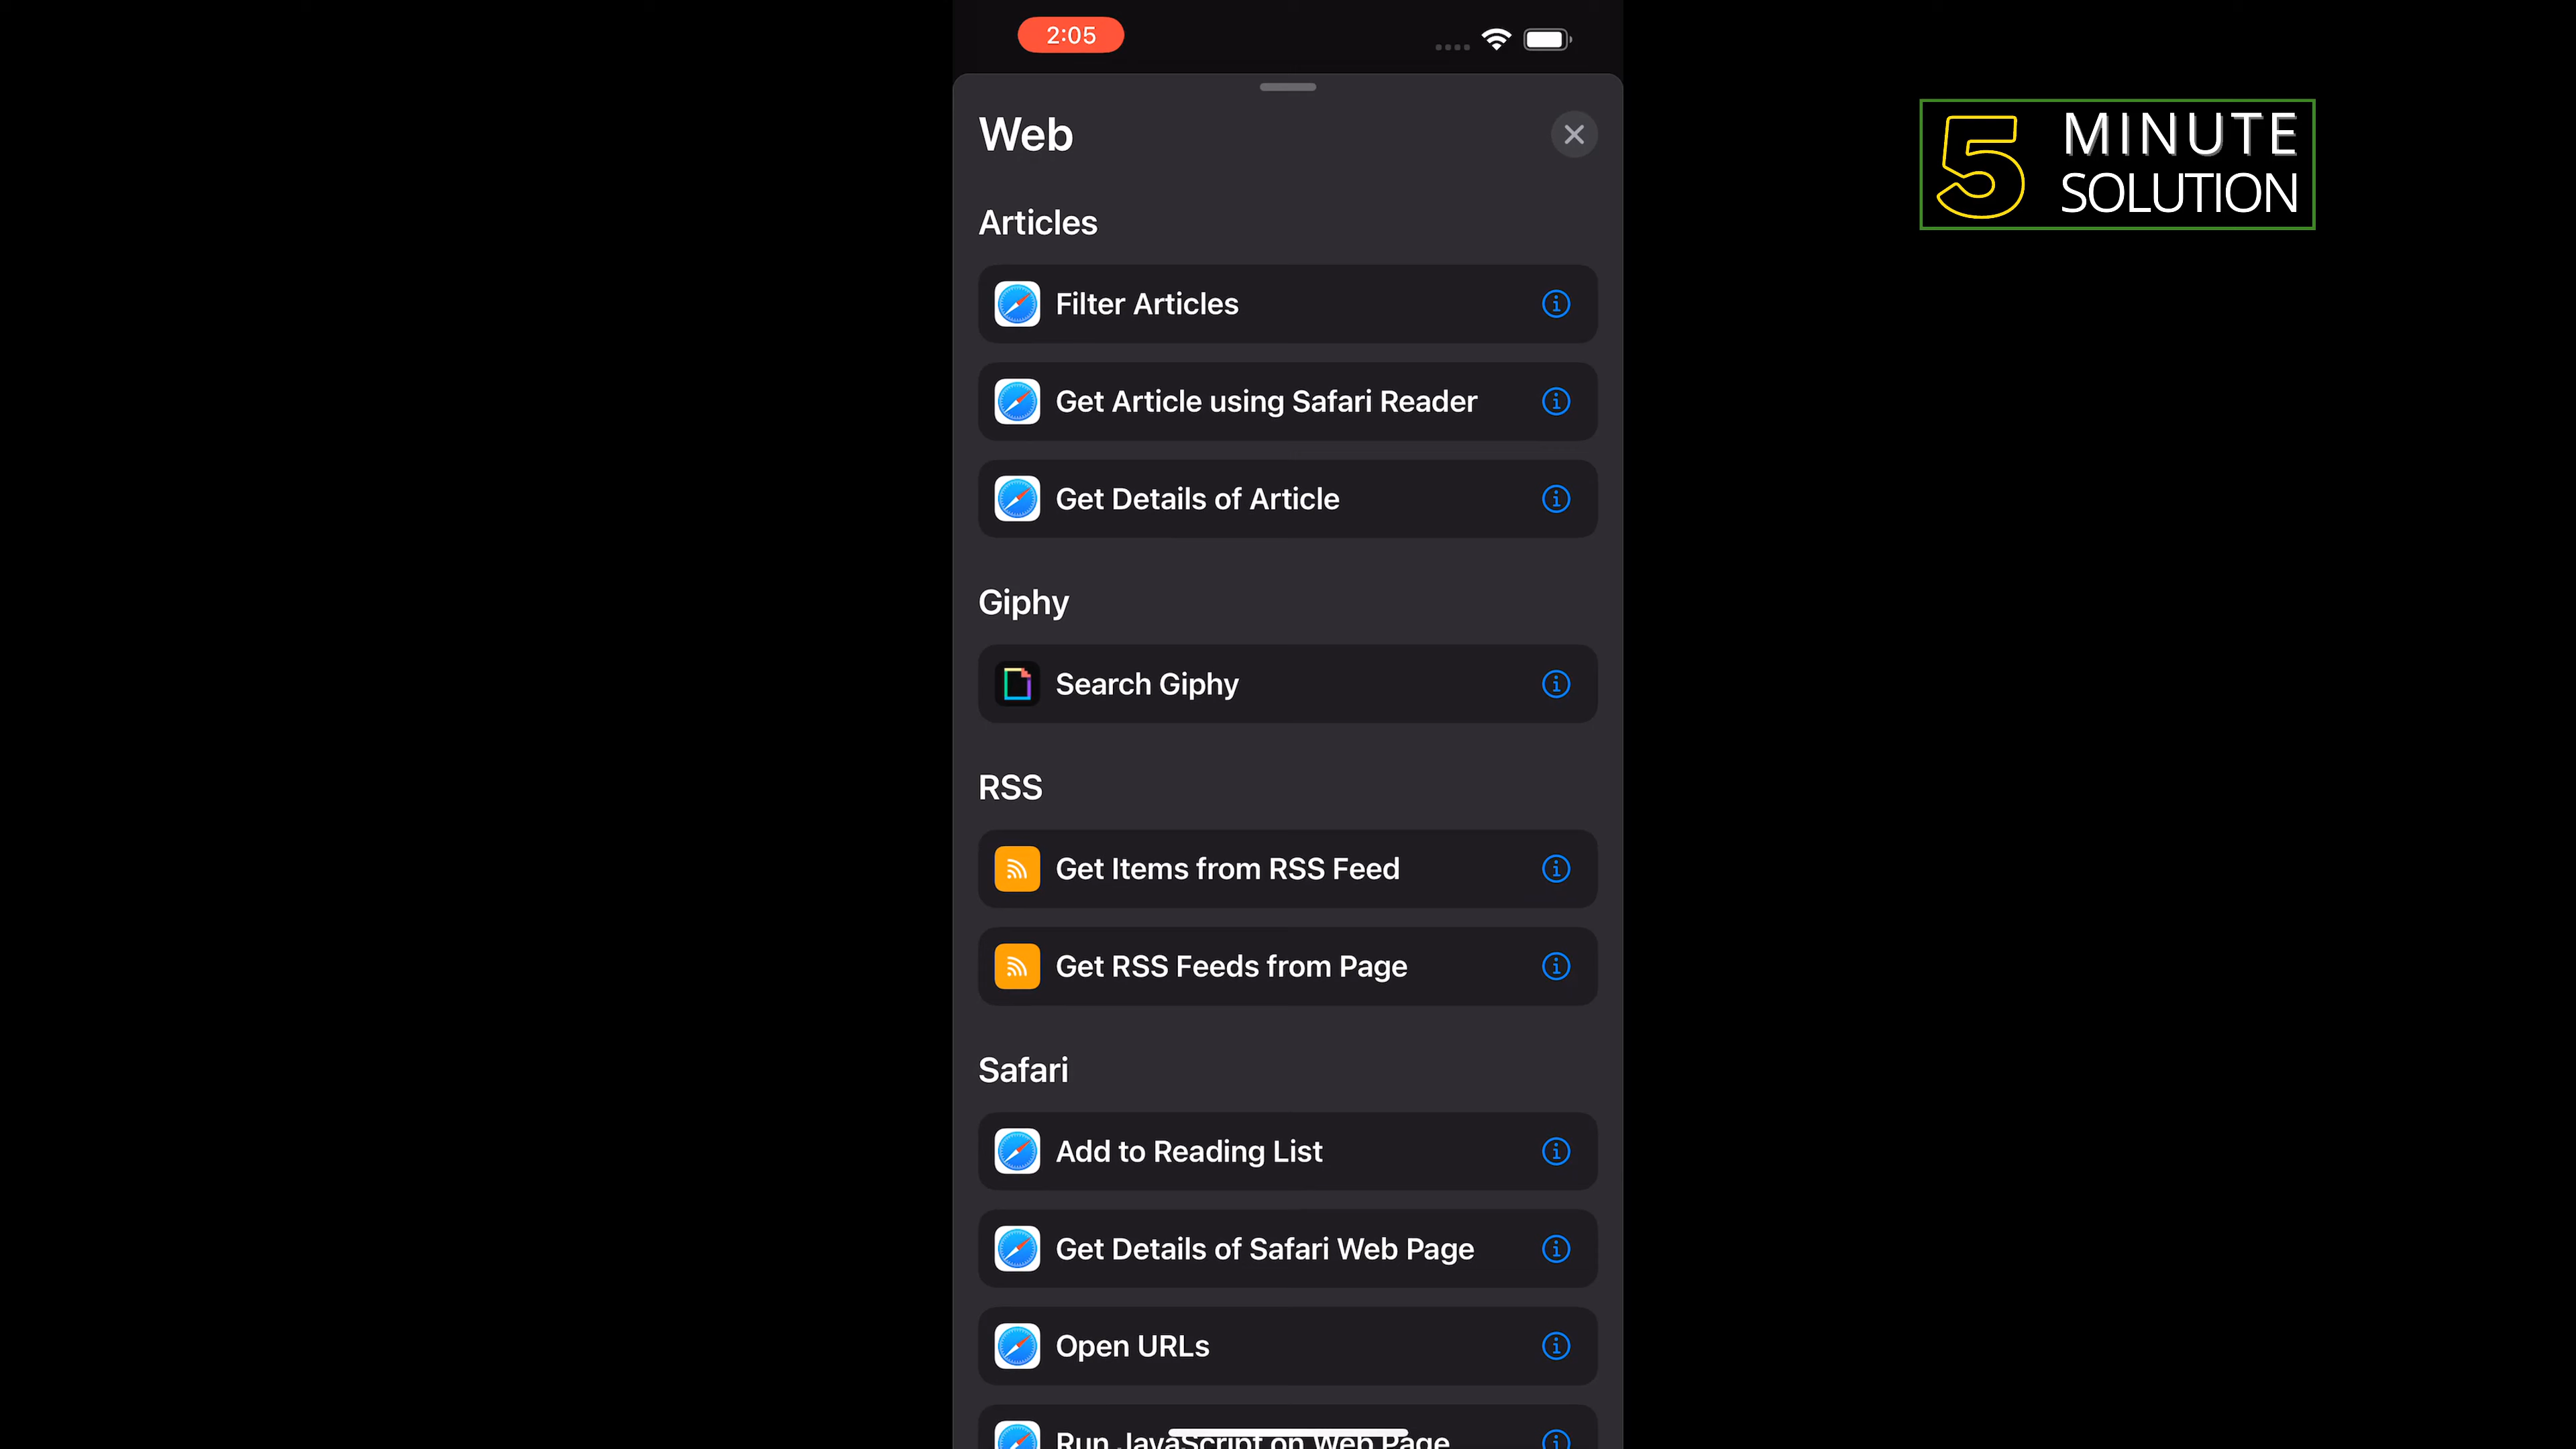 2:05
5 MINUTE
SOLUTION
Web
Articles
Filter Articles
Get Article using Safari Reader
Get Details of Article
Giphy
Search Giphy
RSS
Get Items from RSS Feed
Get RSS Feeds from Page
Safari
Add to Reading List
Get Details of Safari Web Page
Open URLs
Run JavaScript on Web Page